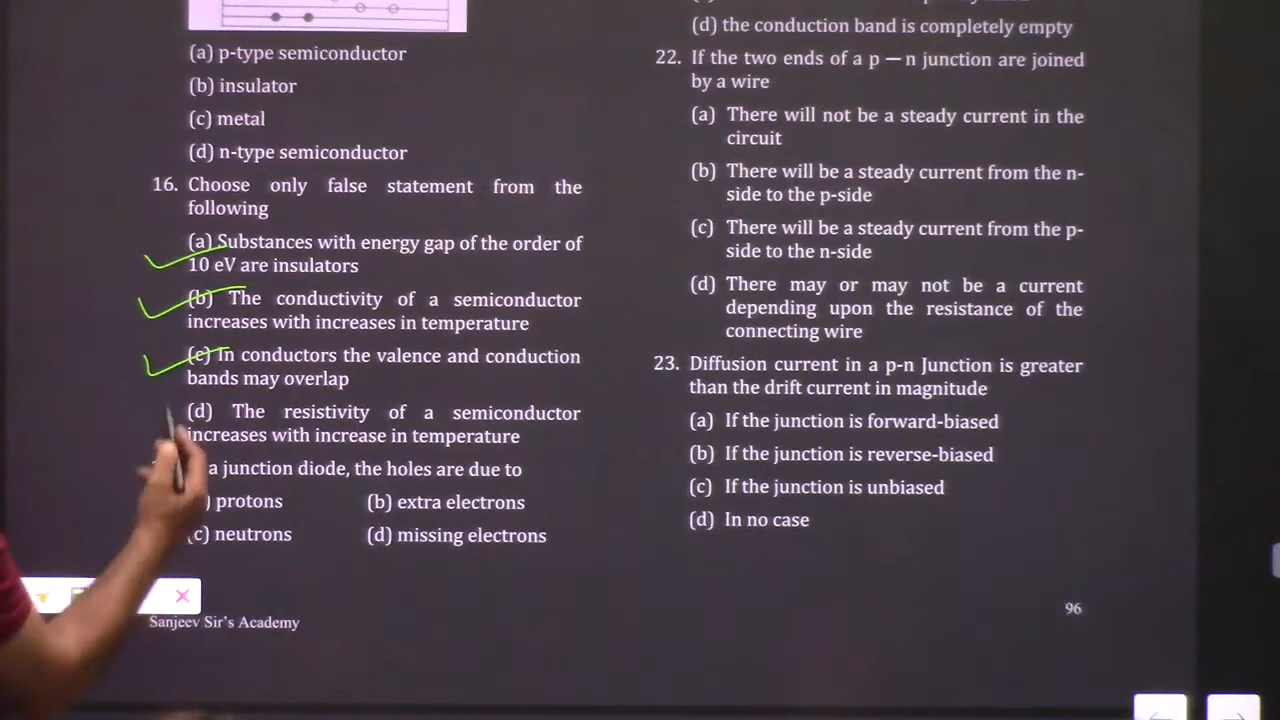 (a) p-type semiconductor
(b) insulator
(c) metal
(d) n-type semiconductor
16. Choose only false statement from the
following
(a) Substances with energy gap of the order of
10 eV are insulators
(b) The conductivity of a semiconductor
increases with increases in temperature
(c) In conductors the valence and conduction
bands may overlap
(d) The resistivity of a semiconductor
increases with increase in temperature
a junction diode, the holes are due to
protons (b) extra electrons
(c) neutrons (d) missing electrons
Sanjeev Sir's Academy
(d) the conduction band is completely empty
22. If the two ends of a p – n junction are joined
by a wire
(a) There will not be a steady current in the
circuit
(b) There will be a steady current from the n-
side to the p-side
(c) There will be a steady current from the p-
side to the n-side
(d) There may or may not be a current
depending upon the resistance of the
connecting wire
23. Diffusion current in a p-n Junction is greater
than the drift current in magnitude
(a) If the junction is forward-biased
(b) If the junction is reverse-biased
(c) If the junction is unbiased
(d) In no case
96